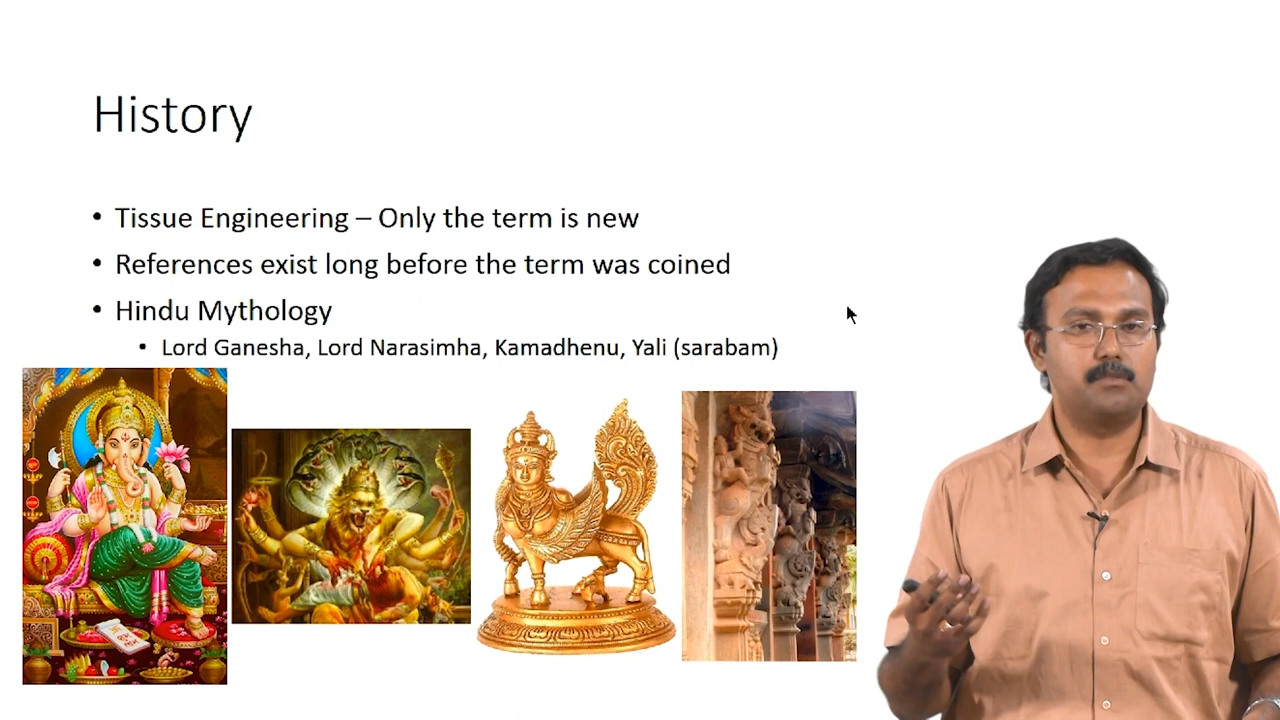 History
• Tissue Engineering – Only the term is new
• References exist long before the term was coined
• Hindu Mythology
• Lord Ganesha, Lord Narasimha, Kamadhenu, Yali (sarabam)